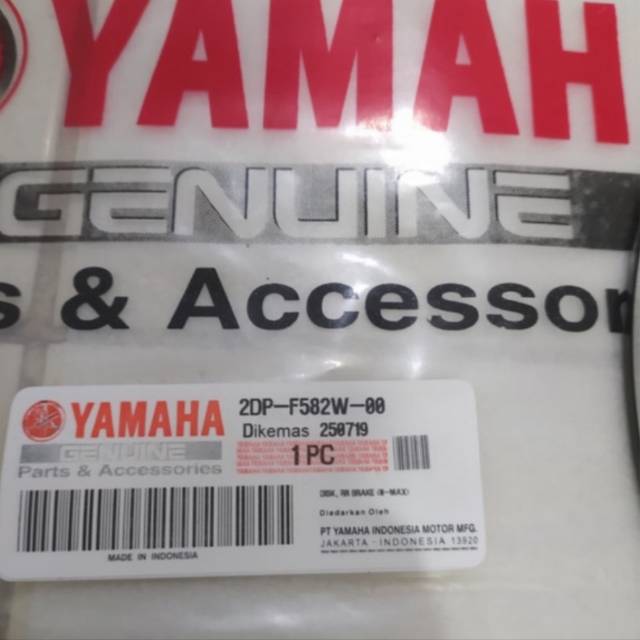 YAMAH
GENUINE
s & Accessor
YAMAHA
GENUINE
Parts & Accessories
2DP-F582W-00
Dikemas 250719
1 PC
DISK, RR BRAKE (N-MAX)
Diedarkan Oleh
PT YAMAHA INDONESIA MOTOR MFG.
JAKARTA - INDONESIA 13920
MADE IN INDONESIA